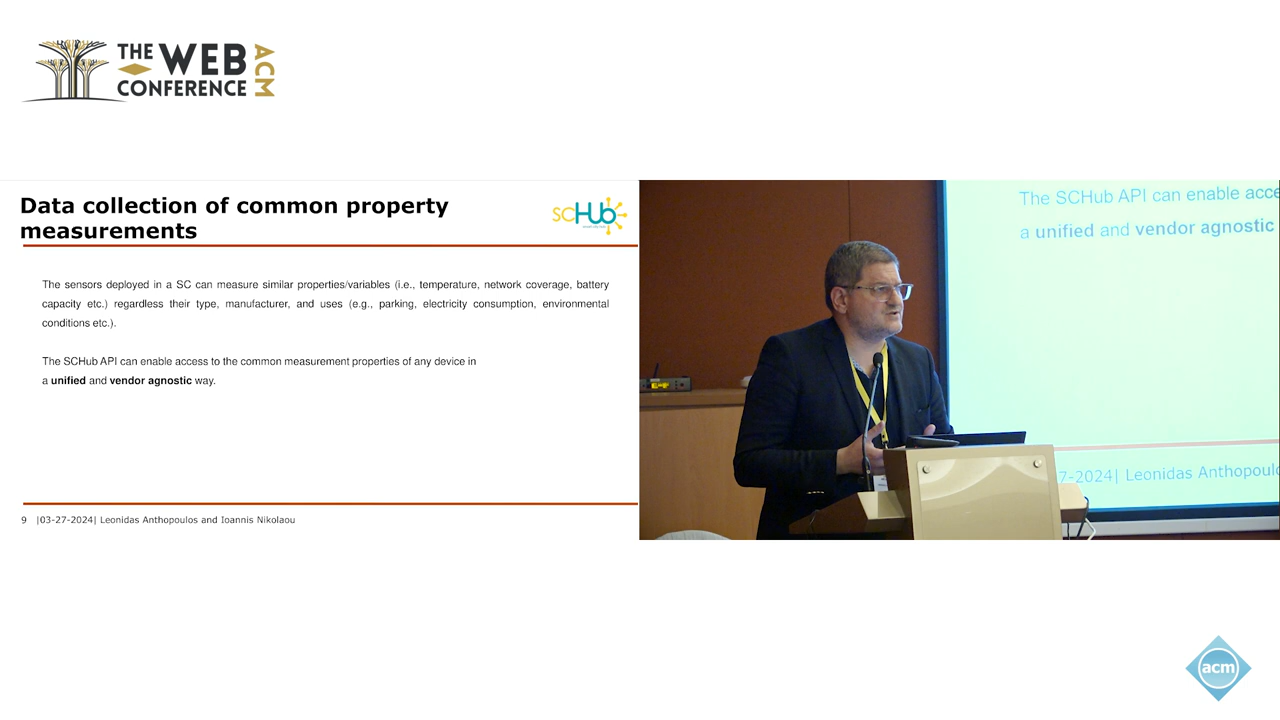 THE WEB
CONFERENCE
ACM
Data collection of common property
measurements
scHub
The sensors deployed in a SC can measure similar properties/variables (i.e., temperature, network coverage, battery
capacity etc.) regardless their type, manufacturer, and uses (e.g., parking, electricity consumption, environmental
conditions etc.).
The SCHub API can enable access to the common measurement properties of any device in
a unified and vendor agnostic way.
9 |03-27-2024| Leonidas Anthopoulos and Ioannis Nikolaou
The SCHub API can enable acce
a unified and vendor agnostic
7-2024| Leonidas Anthopoulo
acm